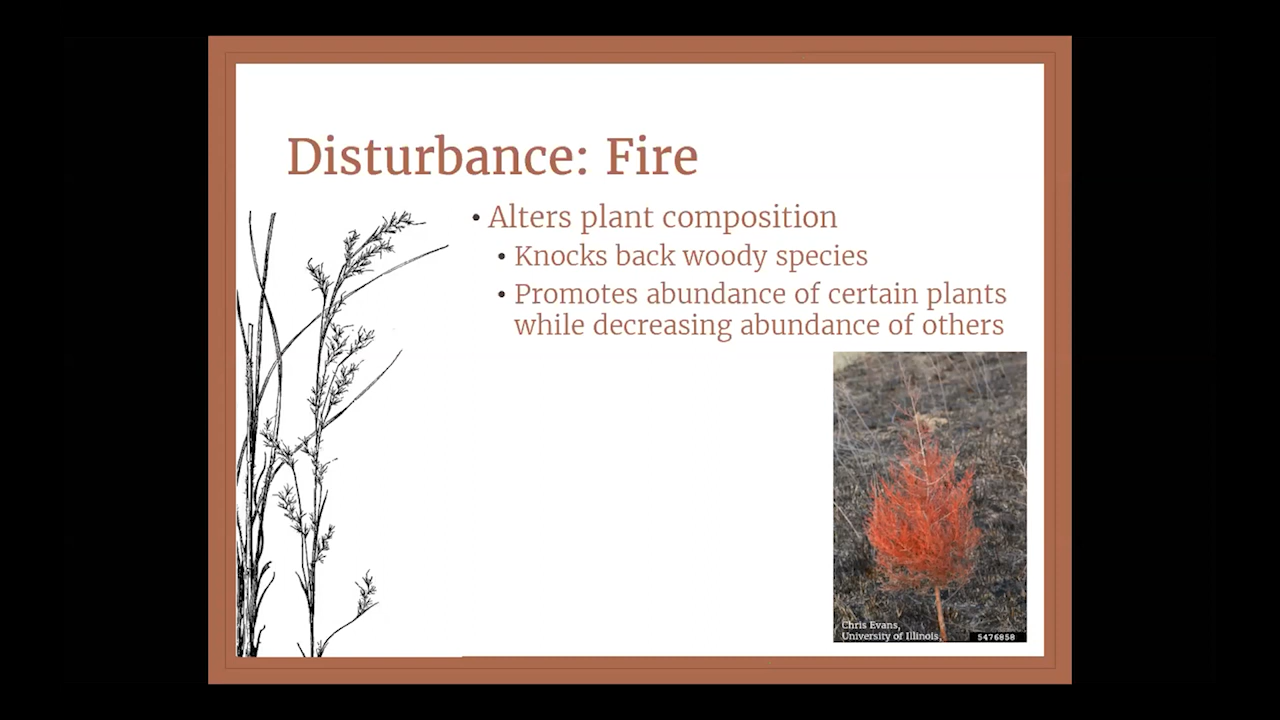 Disturbance: Fire
• Alters plant composition
• Knocks back woody species
• Promotes abundance of certain plants
while decreasing abundance of others
Chris Evans,
University of Illinois,
5476858